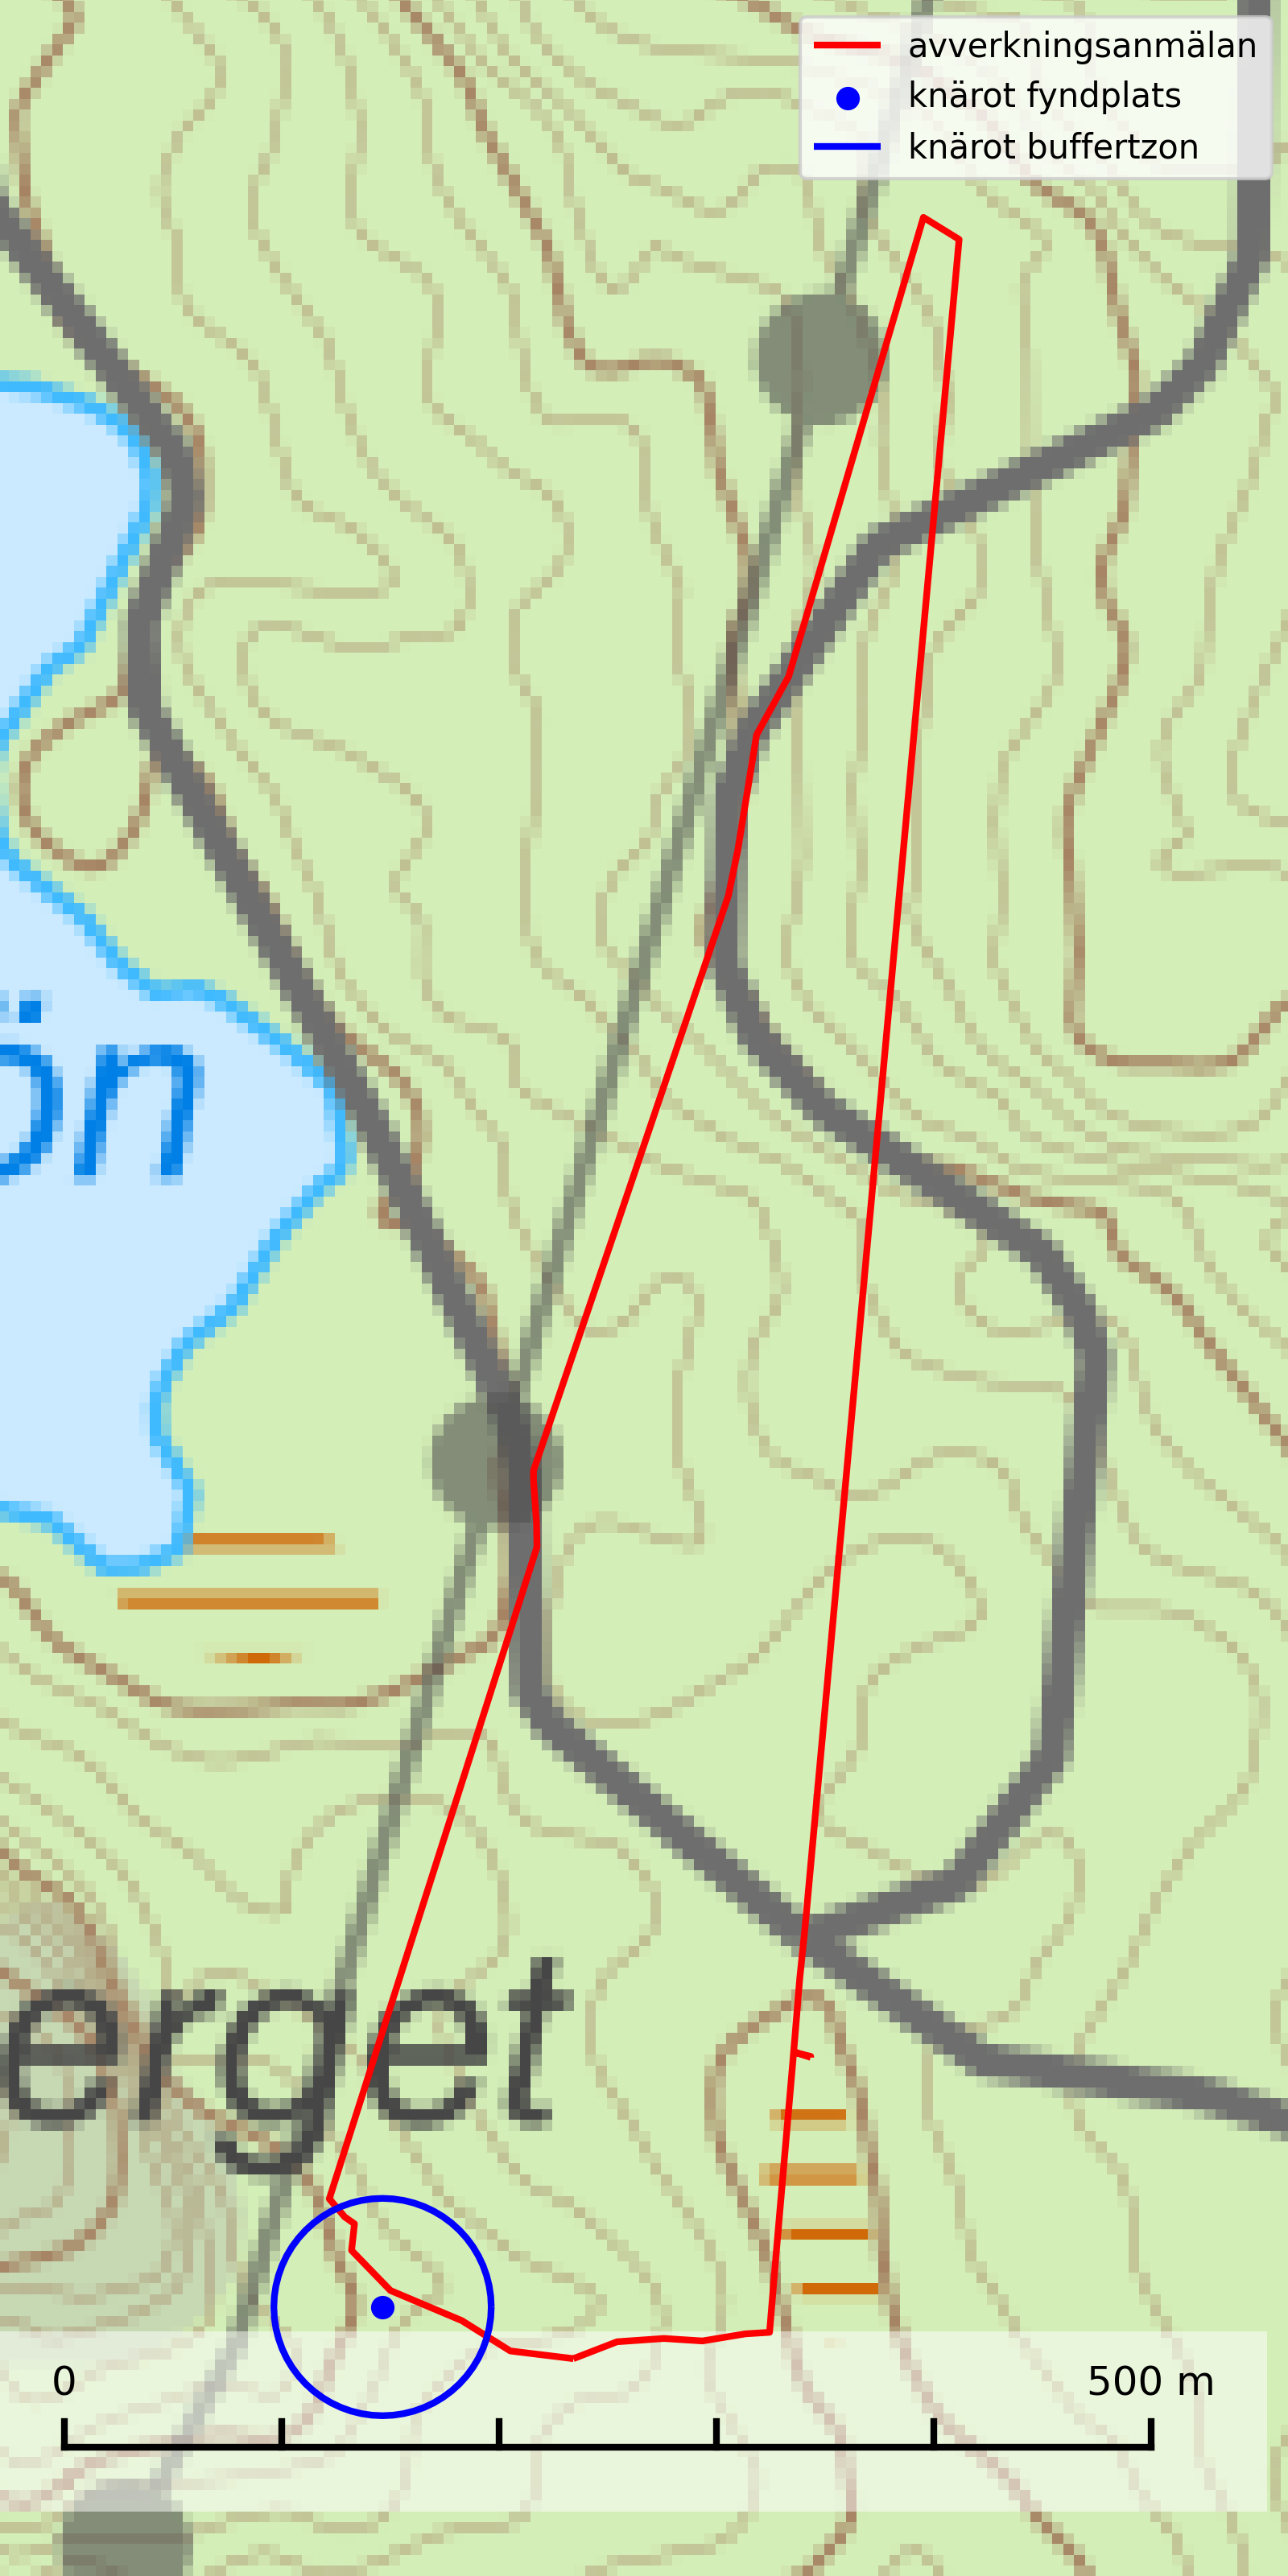 avverkningsanmälan
knärot fyndplats
knärot buffertzon
ön
erget
0 500 m